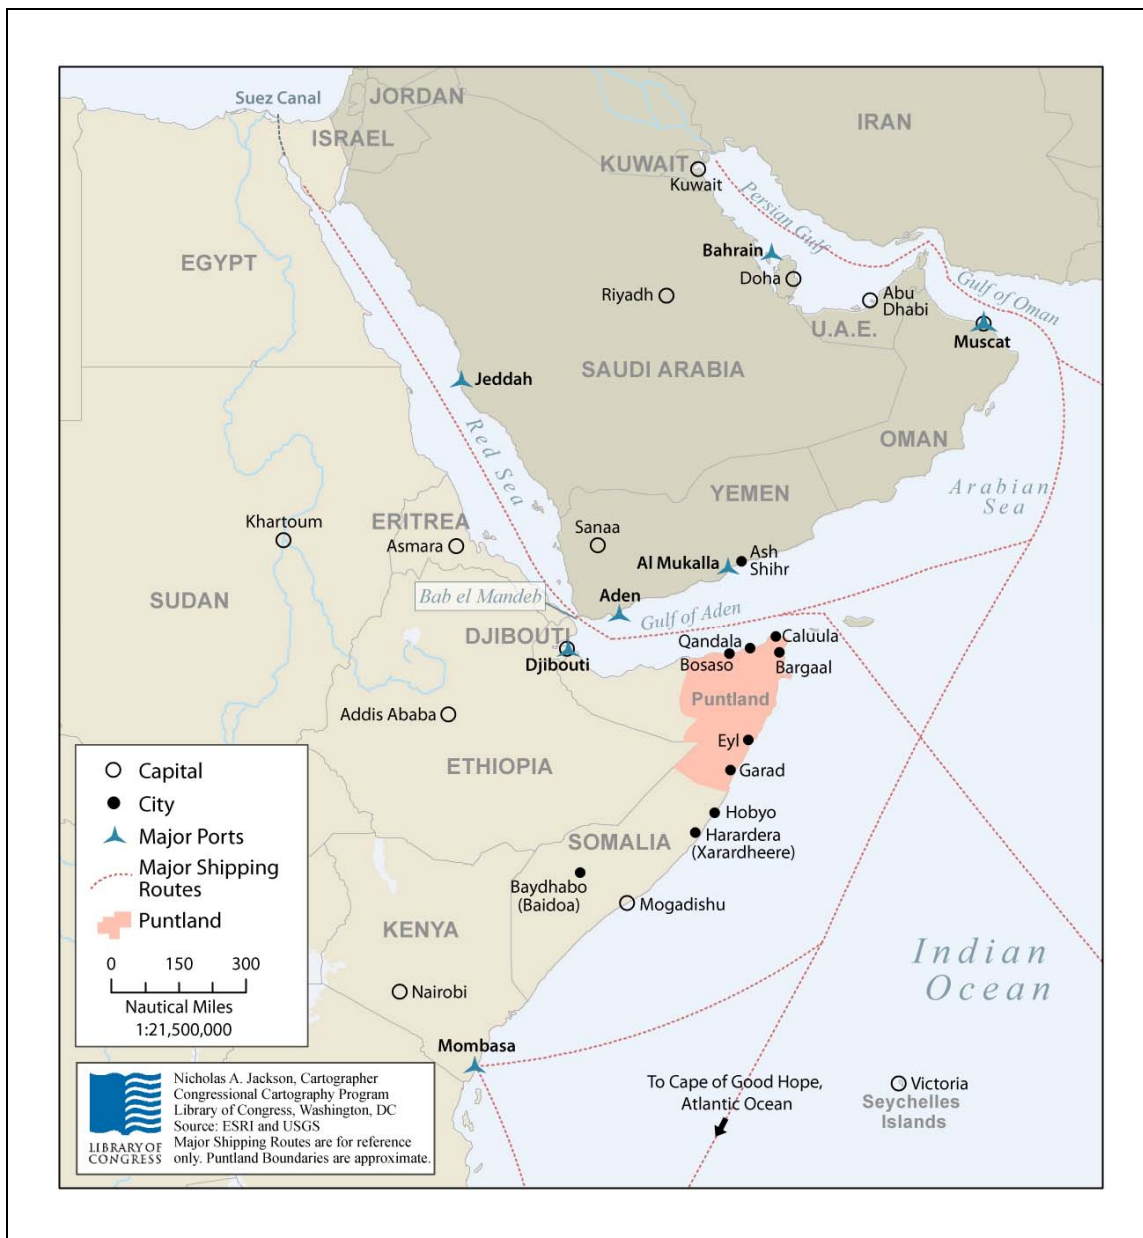 Suez Canal
JORDAN
ISRAEL
IRAN
KUWAIT
Kuwait
Persian Gulf
EGYPT
Bahrain
Doha
Riyadh
Abu
Dhabi
Gulf of Oman
U.A.E.
Muscat
Jeddah
SAUDI ARABIA
Red Sea
OMAN
Arabian
Sea
YEMEN
Khartoum
ERITREA
Asmara
Sanaa
Al Mukalla
Ash
Shihr
SUDAN
Bab el Mandeb
Aden
Gulf of Aden
DJIBOUTI
Djibouti
Qandala
Caluula
Bosaso
Bargaal
Puntland
Addis Ababa
Eyl
ETHIOPIA
Garad
Hobyo
SOMALIA
Harardera
(Xarardheere)
Baydhabo
(Baidoa)
Mogadishu
KENYA
Indian
Ocean
Nairobi
Mombasa
To Cape of Good Hope,
Atlantic Ocean
Victoria
Seychelles
Islands
Capital
City
Major Ports
Major Shipping
Routes
Puntland
0 150 300
Nautical Miles
1:21,500,000
LIBRARY OF
CONGRESS
Nicholas A. Jackson, Cartographer
Congressional Cartography Program
Library of Congress, Washington, DC
Source: ESRI and USGS
Major Shipping Routes are for reference
only. Puntland Boundaries are approximate.